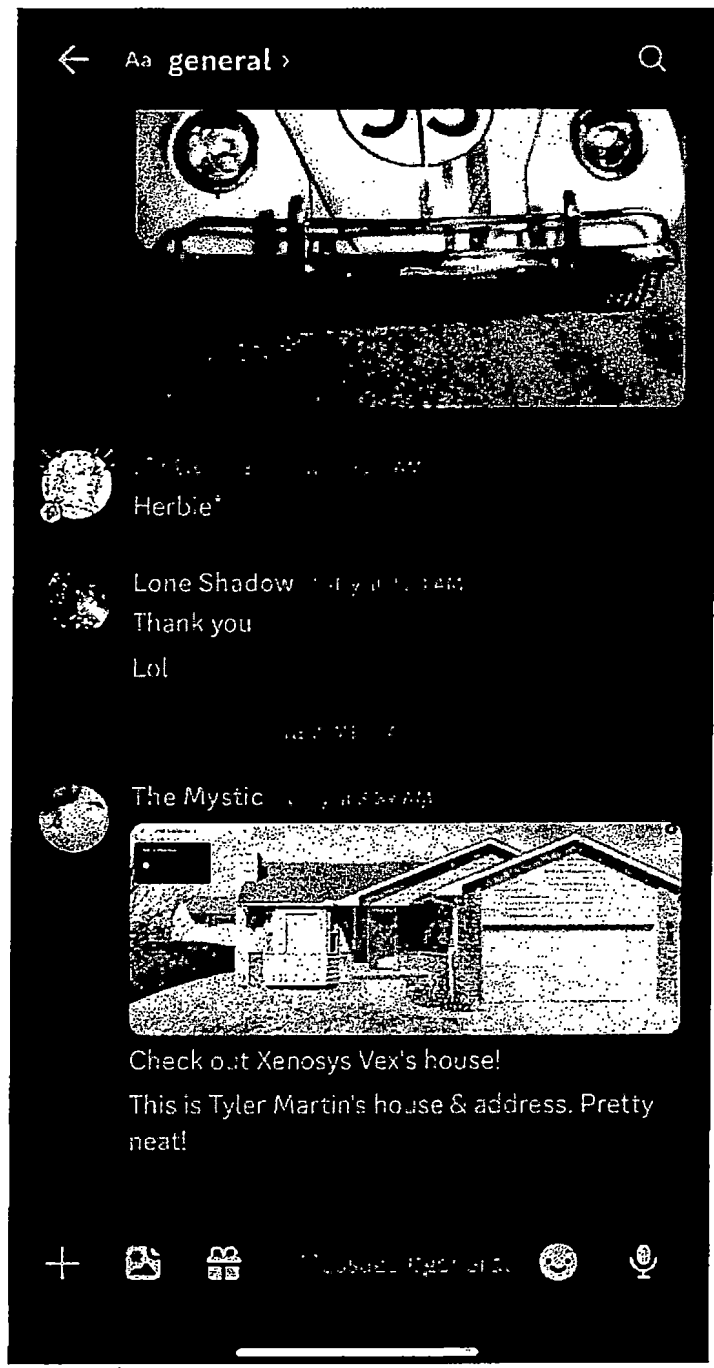 Aa general ›
53
Herbie*
Lone Shadow
Thank you
Lol
The Mystic
Check out Xenosys Vex's house!
This is Tyler Martin's house & address. Pretty
neat!